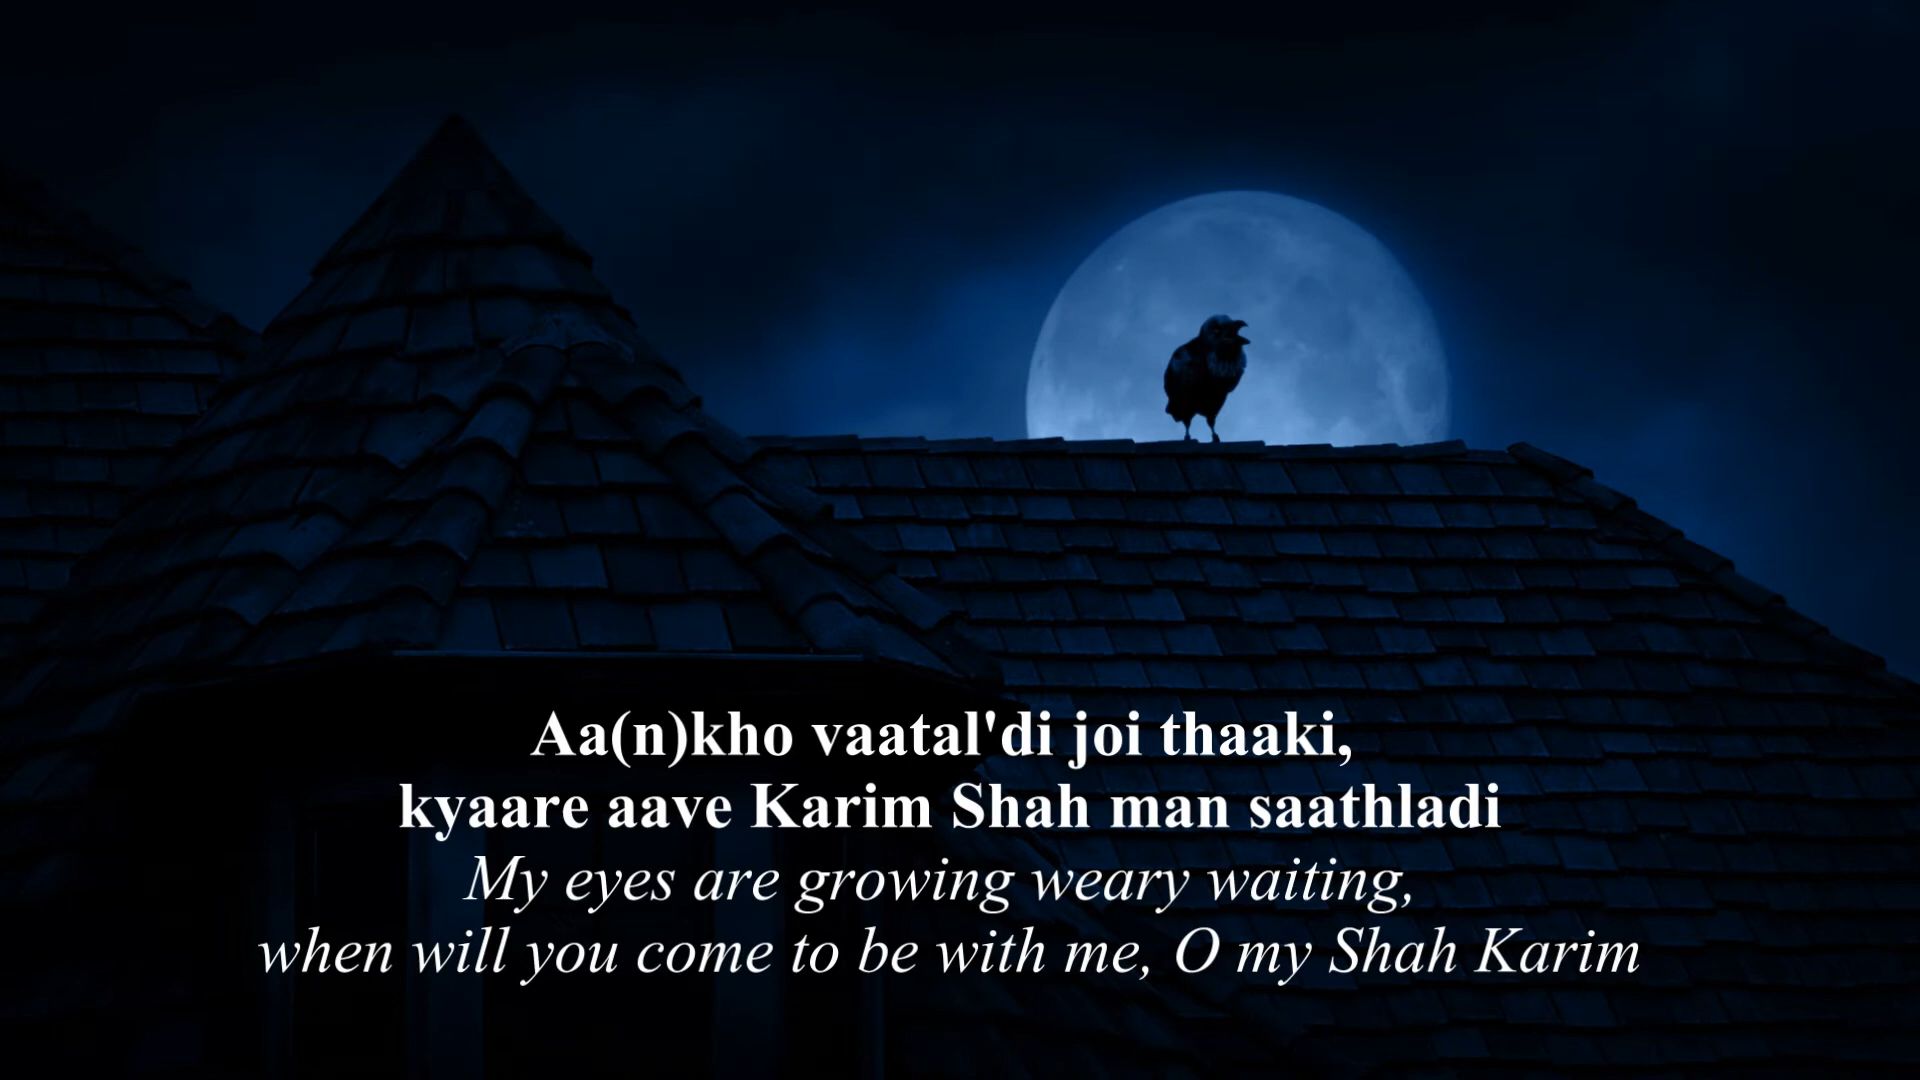 Aa(n)kho vaatal'di joi thaaki,
kyaare aave Karim Shah man saathladi
My eyes are growing weary waiting,
when will you come to be with me, O my Shah Karim